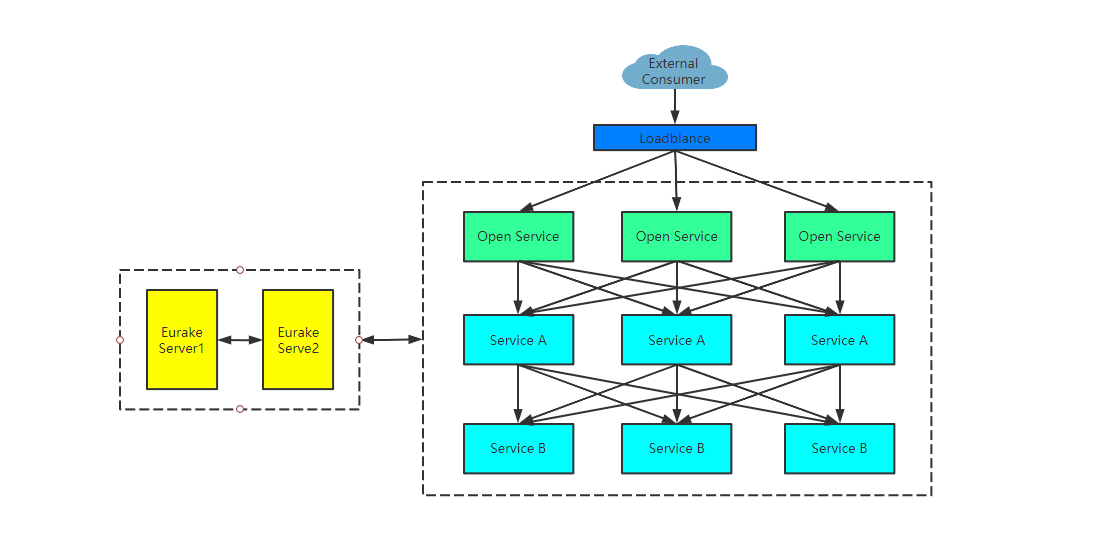 External
Consumer
Loadblance
Open Service
Open Service
Open Service
Eurake
Server1
Eurake
Serve2
Service A
Service A
Service A
Service B
Service B
Service B